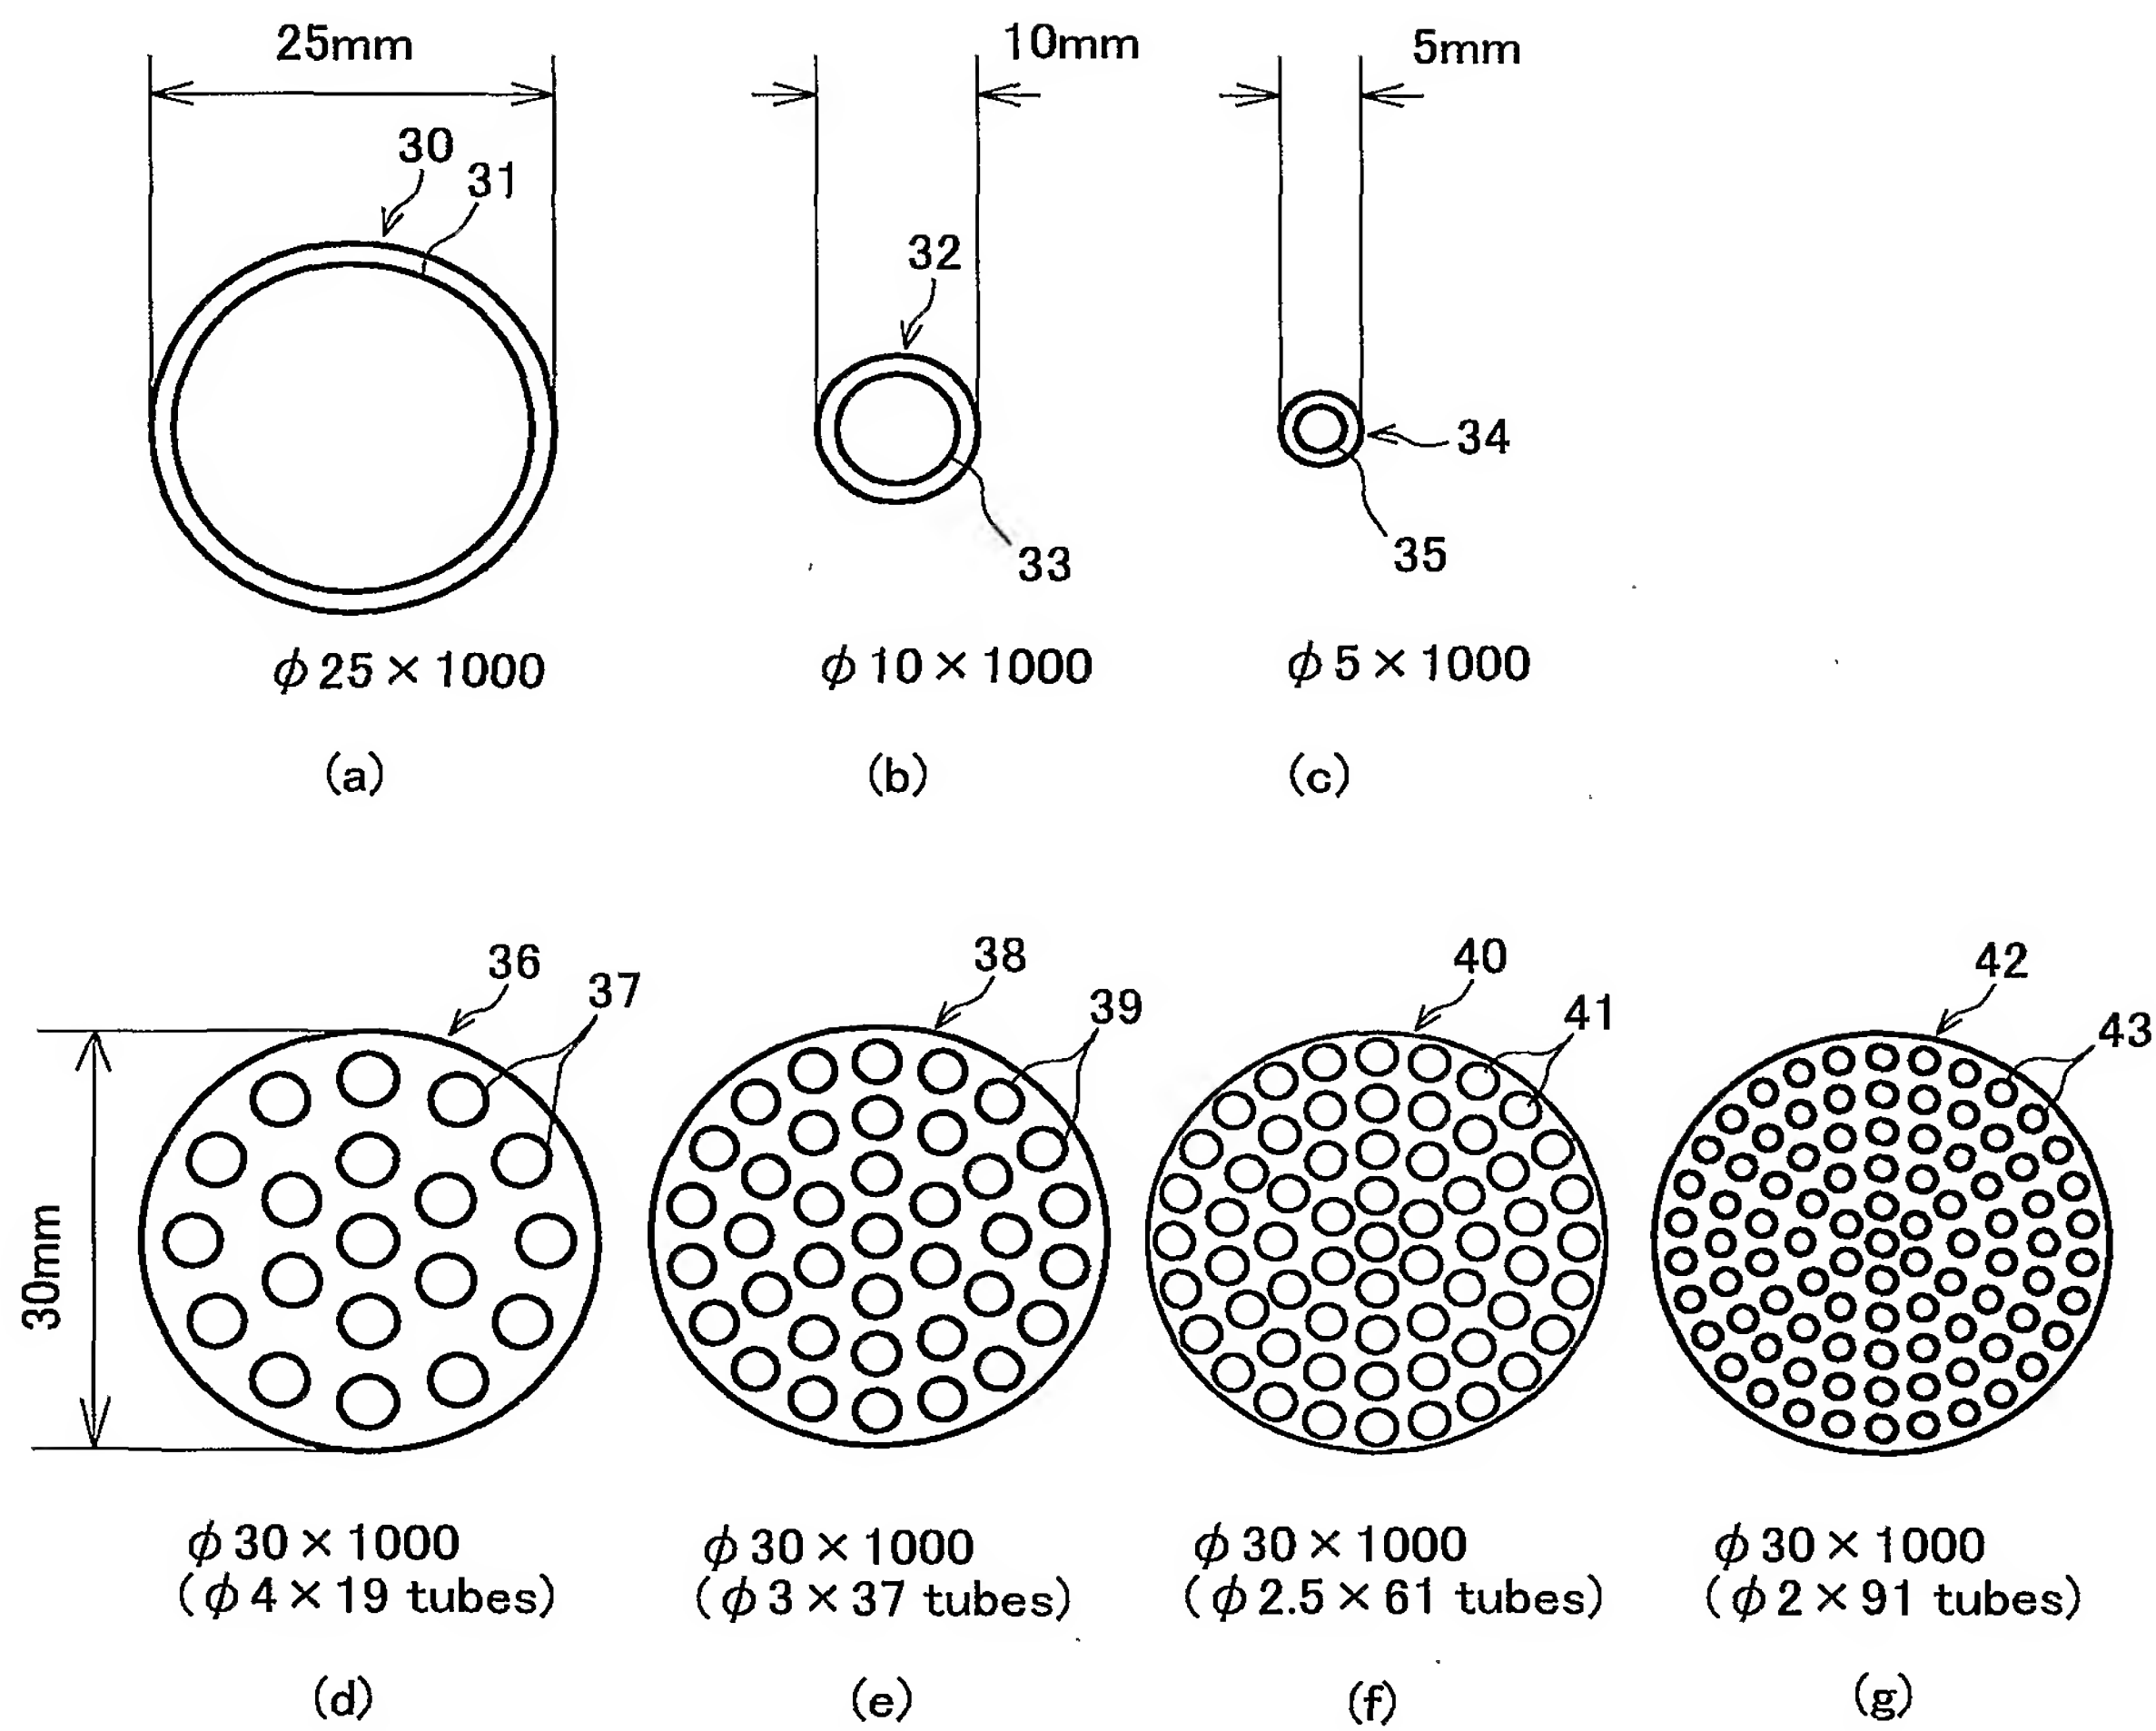 25mm
10mm
5mm
30
31
32
34
33
35
φ25×1000
φ10×1000
φ5×1000
(a)
(b)
(c)
36
37
38
39
40
41
42
43
30mm
φ30×1000
(φ4×19 tubes)
φ30×1000
(φ3×37 tubes)
φ30×1000
(φ2.5×61 tubes)
φ30×1000
(φ2×91 tubes)
(d)
(e)
(f)
(g)